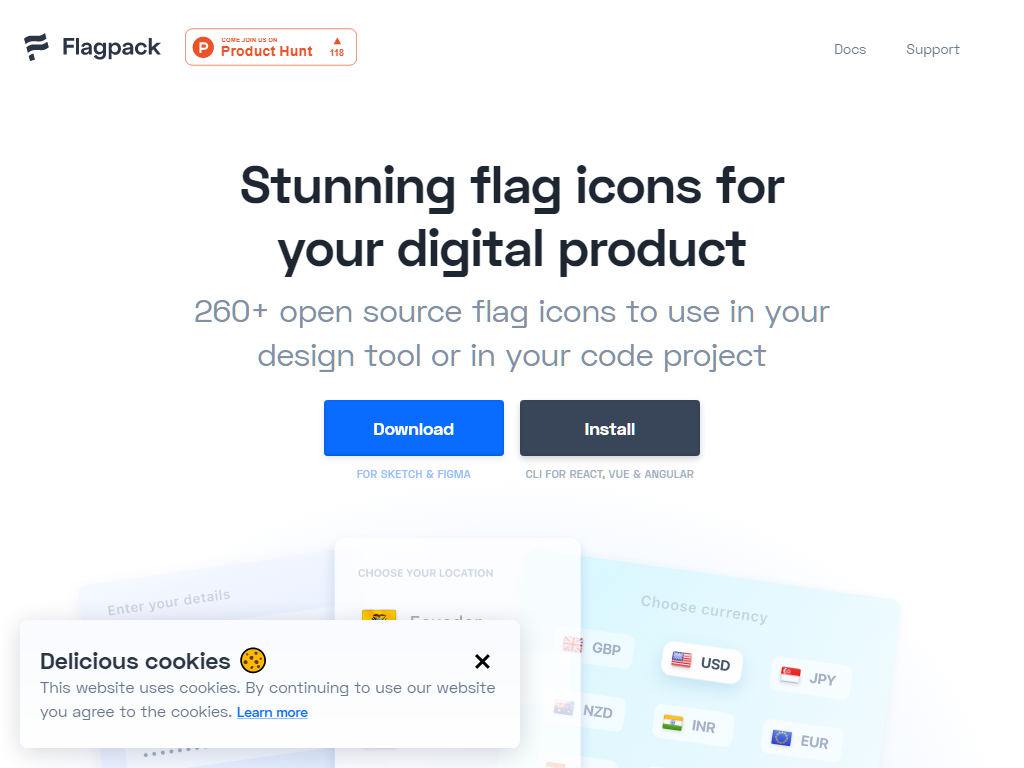 Flagpack
COME JOIN US ON
Product Hunt
118
Docs
Support
Stunning flag icons for
your digital product
260+ open source flag icons to use in your
design tool or in your code project
Download
Install
FOR SKETCH & FIGMA
CLI FOR REACT, VUE & ANGULAR
Enter your details
CHOOSE YOUR LOCATION
Ecuador
Choose currency
GBP
USD
JPY
NZD
INR
EUR
Delicious cookies
This website uses cookies. By continuing to use our website
you agree to the cookies. Learn more